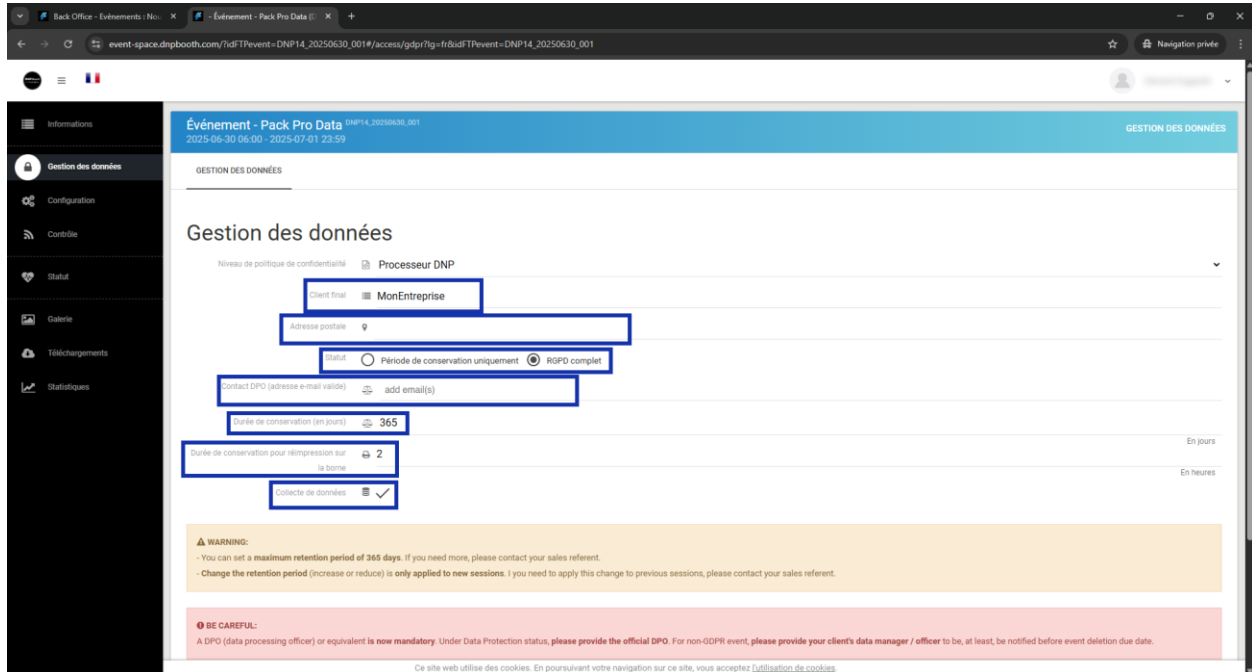 Back Office - Evènements : Nou
- Événement - Pack Pro Data (
event-space.dnpbooth.com/?idFTPevent=DNP14_20250630_001#/access/gdpr?lg=fr&idFTPevent=DNP14_20250630_001
Navigation privée
Informations
Gestion des données
Configuration
Contrôle
Statut
Galerie
Téléchargements
Statistiques
Événement - Pack Pro Data DNP14_20250630_001
2025-06-30 06:00 - 2025-07-01 23:59
GESTION DES DONNÉES
GESTION DES DONNÉES
Gestion des données
Niveau de politique de confidentialité Processeur DNP
Client final MonEntreprise
Adresse postale
Statut Période de conservation uniquement RGPD complet
Contact DPO (adresse e-mail valide) add email(s)
Durée de conservation (en jours) 365
En jours
Durée de conservation pour réimpression sur 2
la borne
En heures
Collecte de données
WARNING:
- You can set a maximum retention period of 365 days. If you need more, please contact your sales referent.
- Change the retention period (increase or reduce) is only applied to new sessions. I you need to apply this change to previous sessions, please contact your sales referent.
BE CAREFUL:
A DPO (data processing officer) or equivalent is now mandatory. Under Data Protection status, please provide the official DPO. For non-GDPR event, please provide your client's data manager / officer to be, at least, be notified before event deletion due date.
Ce site web utilise des cookies. En poursuivant votre navigation sur ce site, vous acceptez l'utilisation de cookies.